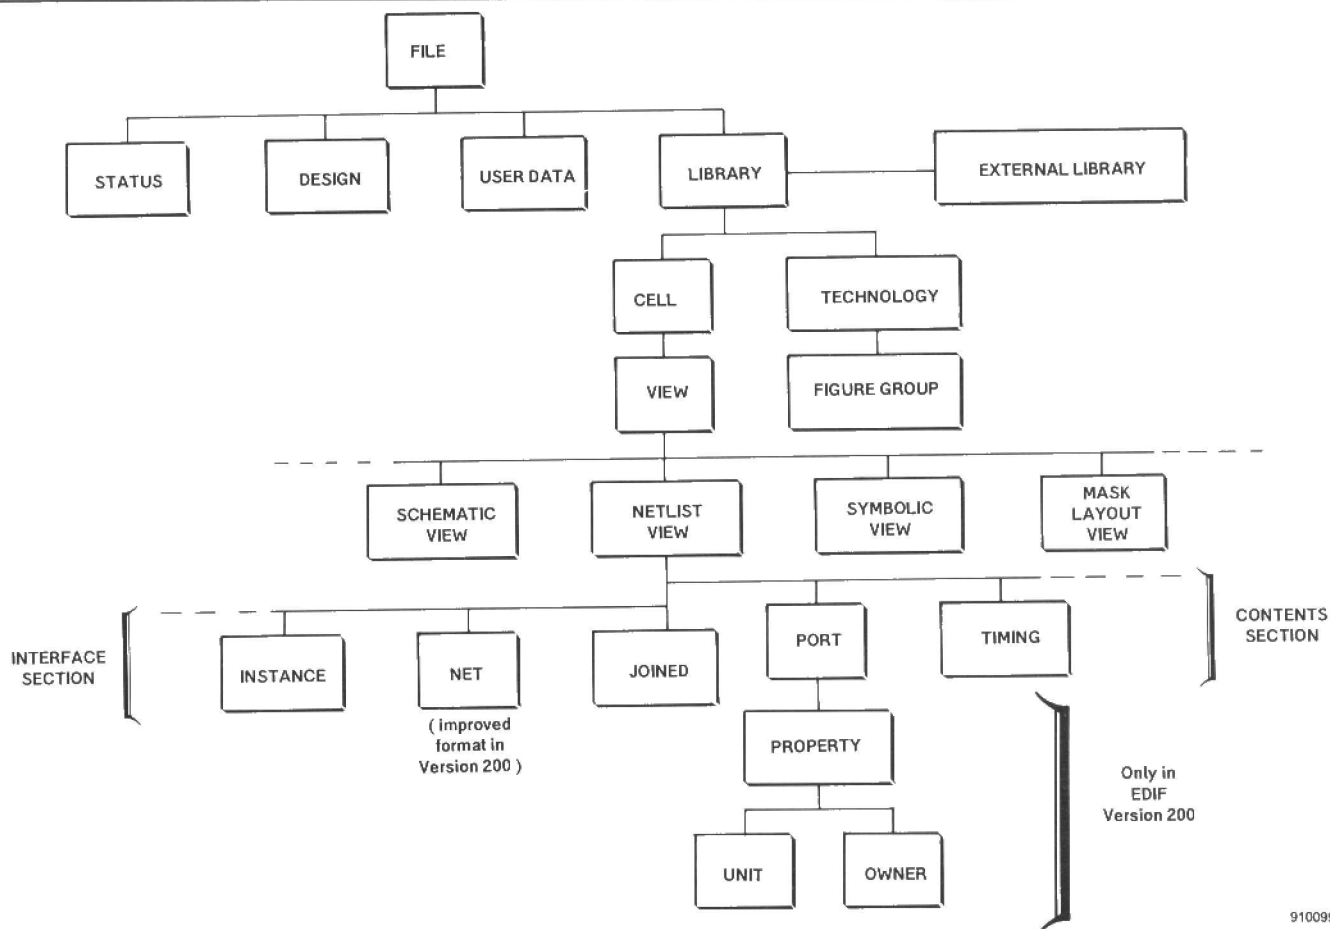 FILE
STATUS
DESIGN
USER DATA
LIBRARY
EXTERNAL LIBRARY
CELL
TECHNOLOGY
VIEW
FIGURE GROUP
SCHEMATIC
VIEW
NETLIST
VIEW
SYMBOLIC
VIEW
MASK
LAYOUT
VIEW
INTERFACE
SECTION
INSTANCE
NET
( improved
format in
Version 200 )
JOINED
PORT
TIMING
CONTENTS
SECTION
PROPERTY
UNIT
OWNER
Only in
EDIF
Version 200